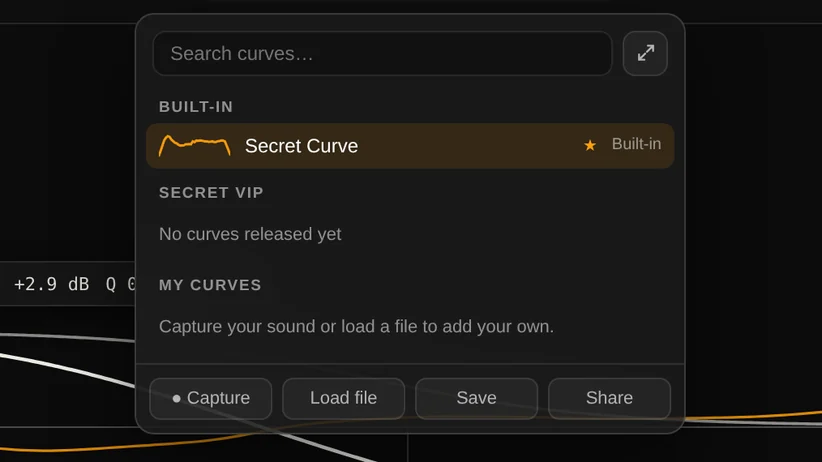 Search curves…
BUILT-IN
Secret Curve ★ Built-in
SECRET VIP
No curves released yet
+2.9 dB Q
MY CURVES
Capture your sound or load a file to add your own.
● Capture Load file Save Share